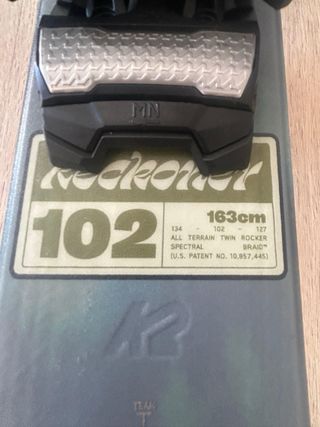 MN
Reckoner
102
163cm
134 - 102 - 127
ALL TERRAIN TWIN ROCKER
SPECTRAL BRAID™
(U.S. PATENT NO. 10,857,445)
K2
TEAM